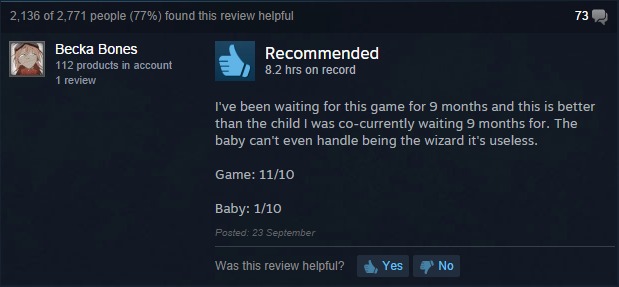 2,136 of 2,771 people (77%) found this review helpful
73
Becka Bones
112 products in account
1 review
Recommended
8.2 hrs on record
I've been waiting for this game for 9 months and this is better
than the child I was co-currently waiting 9 months for. The
baby can't even handle being the wizard it's useless.
Game: 11/10
Baby: 1/10
Posted: 23 September
Was this review helpful? Yes No